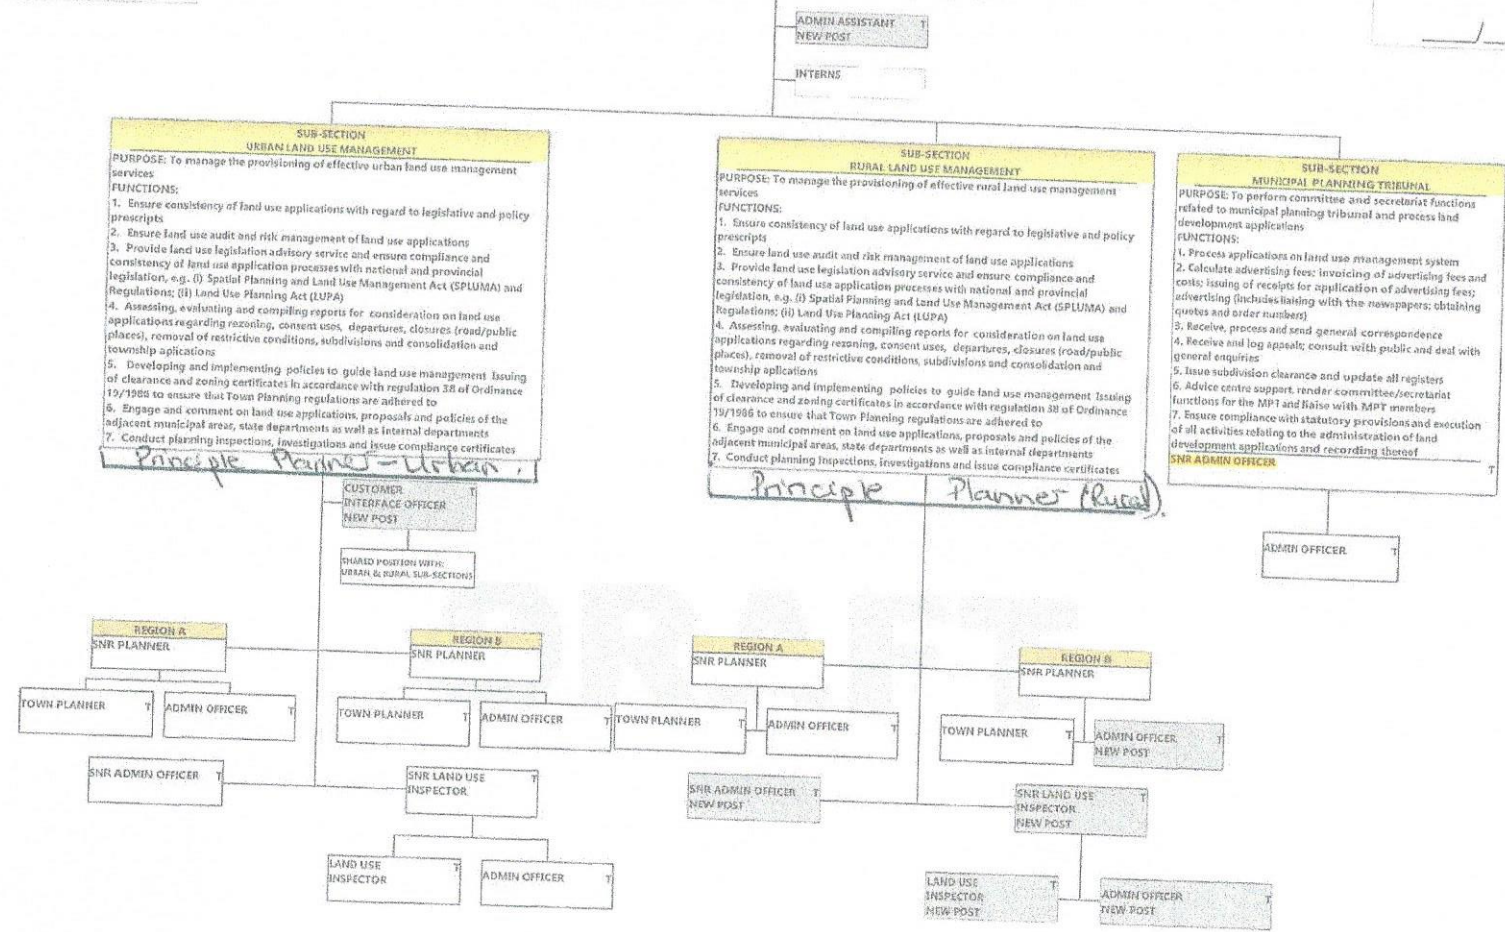 ADMIN ASSISTANT T
NEW POST
INTERNS
SUB-SECTION
URBAN LAND USE MANAGEMENT
PURPOSE: To manage the provisioning of effective urban land use management
services
FUNCTIONS:
1. Ensure consistency of land use applications with regard to legislative and policy
prescripts
2. Ensure land use audit and risk management of land use applications
3. Provide land use legislation advisory service and ensure compliance and
consistency of land use application processes with national and provincial
legislation, e.g. (i) Spatial Planning and Land Use Management Act (SPLUMA) and
Regulations; (ii) Land Use Planning Act (LUPA)
4. Assessing, evaluating and compiling reports for consideration on land use
applications regarding rezoning, consent uses, departures, closures (road/public
places), removal of restrictive conditions, subdivisions and consolidation and
township aplications
5. Developing and implementing policies to guide land use management Issuing
of clearance and zoning certificates in accordance with regulation 38 of Ordinance
19/1986 to ensure that Town Planning regulations are adhered to
6. Engage and comment on land use applications, proposals and policies of the
adjacent municipal areas, state departments as well as internal departments
7. Conduct planning inspections, investigations and issue compliance certificates
Principle Planner - Urban.
SUB-SECTION
RURAL LAND USE MANAGEMENT
PURPOSE: To manage the provisioning of effective rural land use management
services
FUNCTIONS:
1. Ensure consistency of land use applications with regard to legislative and policy
prescripts
2. Ensure land use audit and risk management of land use applications
3. Provide land use legislation advisory service and ensure compliance and
consistency of land use application processes with national and provincial
legislation, e.g. (i) Spatial Planning and Land Use Management Act (SPLUMA) and
Regulations; (ii) Land Use Planning Act (LUPA)
4. Assessing, evaluating and compiling reports for consideration on land use
applications regarding rezoning, consent uses, departures, closures (road/public
places), removal of restrictive conditions, subdivisions and consolidation and
township aplications
5. Developing and implementing policies to guide land use management Issuing
of clearance and zoning certificates in accordance with regulation 38 of Ordinance
19/1986 to ensure that Town Planning regulations are adhered to
6. Engage and comment on land use applications, proposals and policies of the
adjacent municipal areas, state departments as well as internal departments
7. Conduct planning inspections, investigations and issue compliance certificates
Principle Planner (Rural).
SUB-SECTION
MUNICIPAL PLANNING TRIBUNAL
PURPOSE: To perform committee and secretariat functions
related to municipal planning tribunal and process land
development applications
FUNCTIONS:
1. Process applications on land use management system
2. Calculate advertising fees; invoicing of advertising fees and
costs; issuing of receipts for application of advertising fees;
advertising (includes liaising with the newspapers; obtaining
quotes and order numbers)
3. Receive, process and send general correspondence
4. Receive and log appeals; consult with public and deal with
general enquiries
5. Issue subdivision clearance and update all registers
6. Advice centre support, render committee/secretariat
functions for the MPT and liaise with MPT members
7. Ensure compliance with statutory provisions and execution
of all activities relating to the administration of land
development applications and recording thereof
SNR ADMIN OFFICER T
ADMIN OFFICER T
CUSTOMER T
INTERFACE OFFICER
NEW POST
SHARED POSITION WITH:
URBAN & RURAL SUB-SECTIONS
DRAFT
REGION A
SNR PLANNER
REGION B
SNR PLANNER
TOWN PLANNER T
ADMIN OFFICER T
TOWN PLANNER T
ADMIN OFFICER T
SNR ADMIN OFFICER T
SNR LAND USE T
INSPECTOR
LAND USE T
INSPECTOR
ADMIN OFFICER T
REGION A
SNR PLANNER
REGION B
SNR PLANNER
TOWN PLANNER T
ADMIN OFFICER T
TOWN PLANNER T
ADMIN OFFICER T
NEW POST
SNR ADMIN OFFICER T
NEW POST
SNR LAND USE T
INSPECTOR
NEW POST
LAND USE T
INSPECTOR
NEW POST
ADMIN OFFICER T
NEW POST